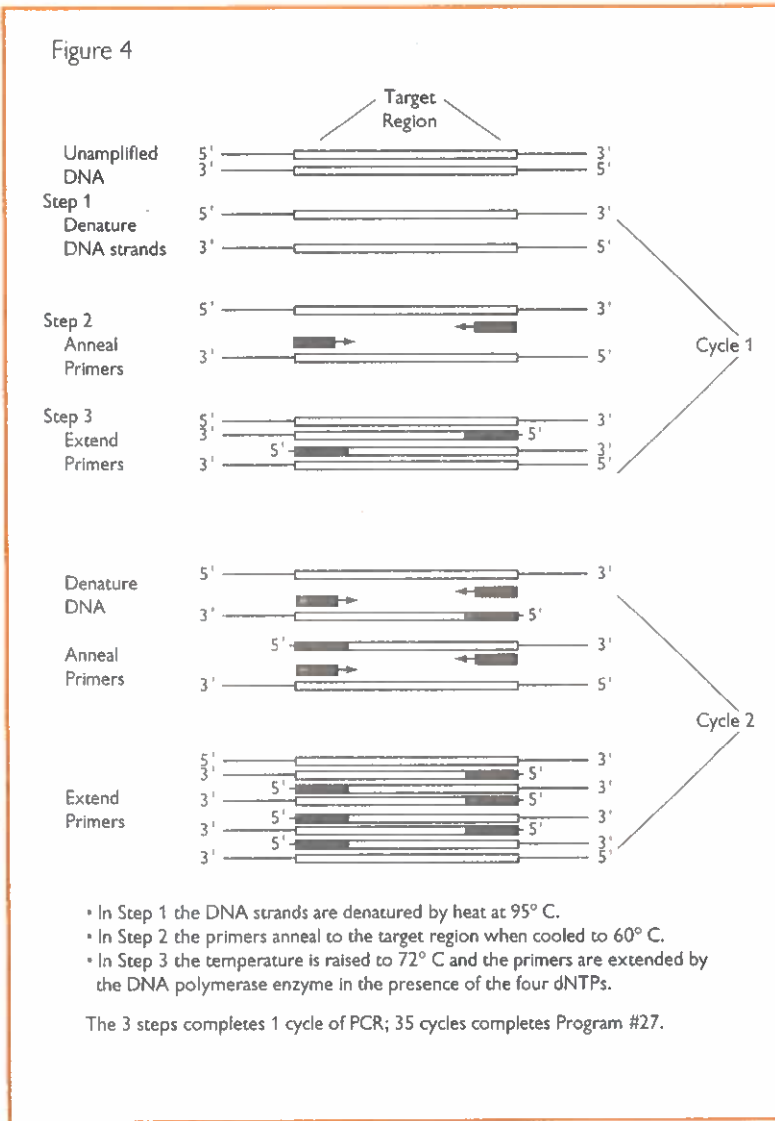 Figure 4
Target
Region
Unamplified
DNA
5' 3'
3' 5'
Step 1
Denature
DNA strands
5' 3'
3' 5'
Step 2
Anneal
Primers
5' 3'
3' 5'
Cycle 1
Step 3
Extend
Primers
5' 3'
3' 5'
5' 3'
3' 5'
Denature
DNA
5' 3'
3' 5'
Anneal
Primers
5' 3'
3' 5'
Cycle 2
Extend
Primers
5' 3'
3' 5'
5' 3'
3' 5'
5' 3'
3' 5'
5' 3'
3' 5'
• In Step 1 the DNA strands are denatured by heat at 95° C.
• In Step 2 the primers anneal to the target region when cooled to 60° C.
• In Step 3 the temperature is raised to 72° C and the primers are extended by
the DNA polymerase enzyme in the presence of the four dNTPs.
The 3 steps completes 1 cycle of PCR; 35 cycles completes Program #27.